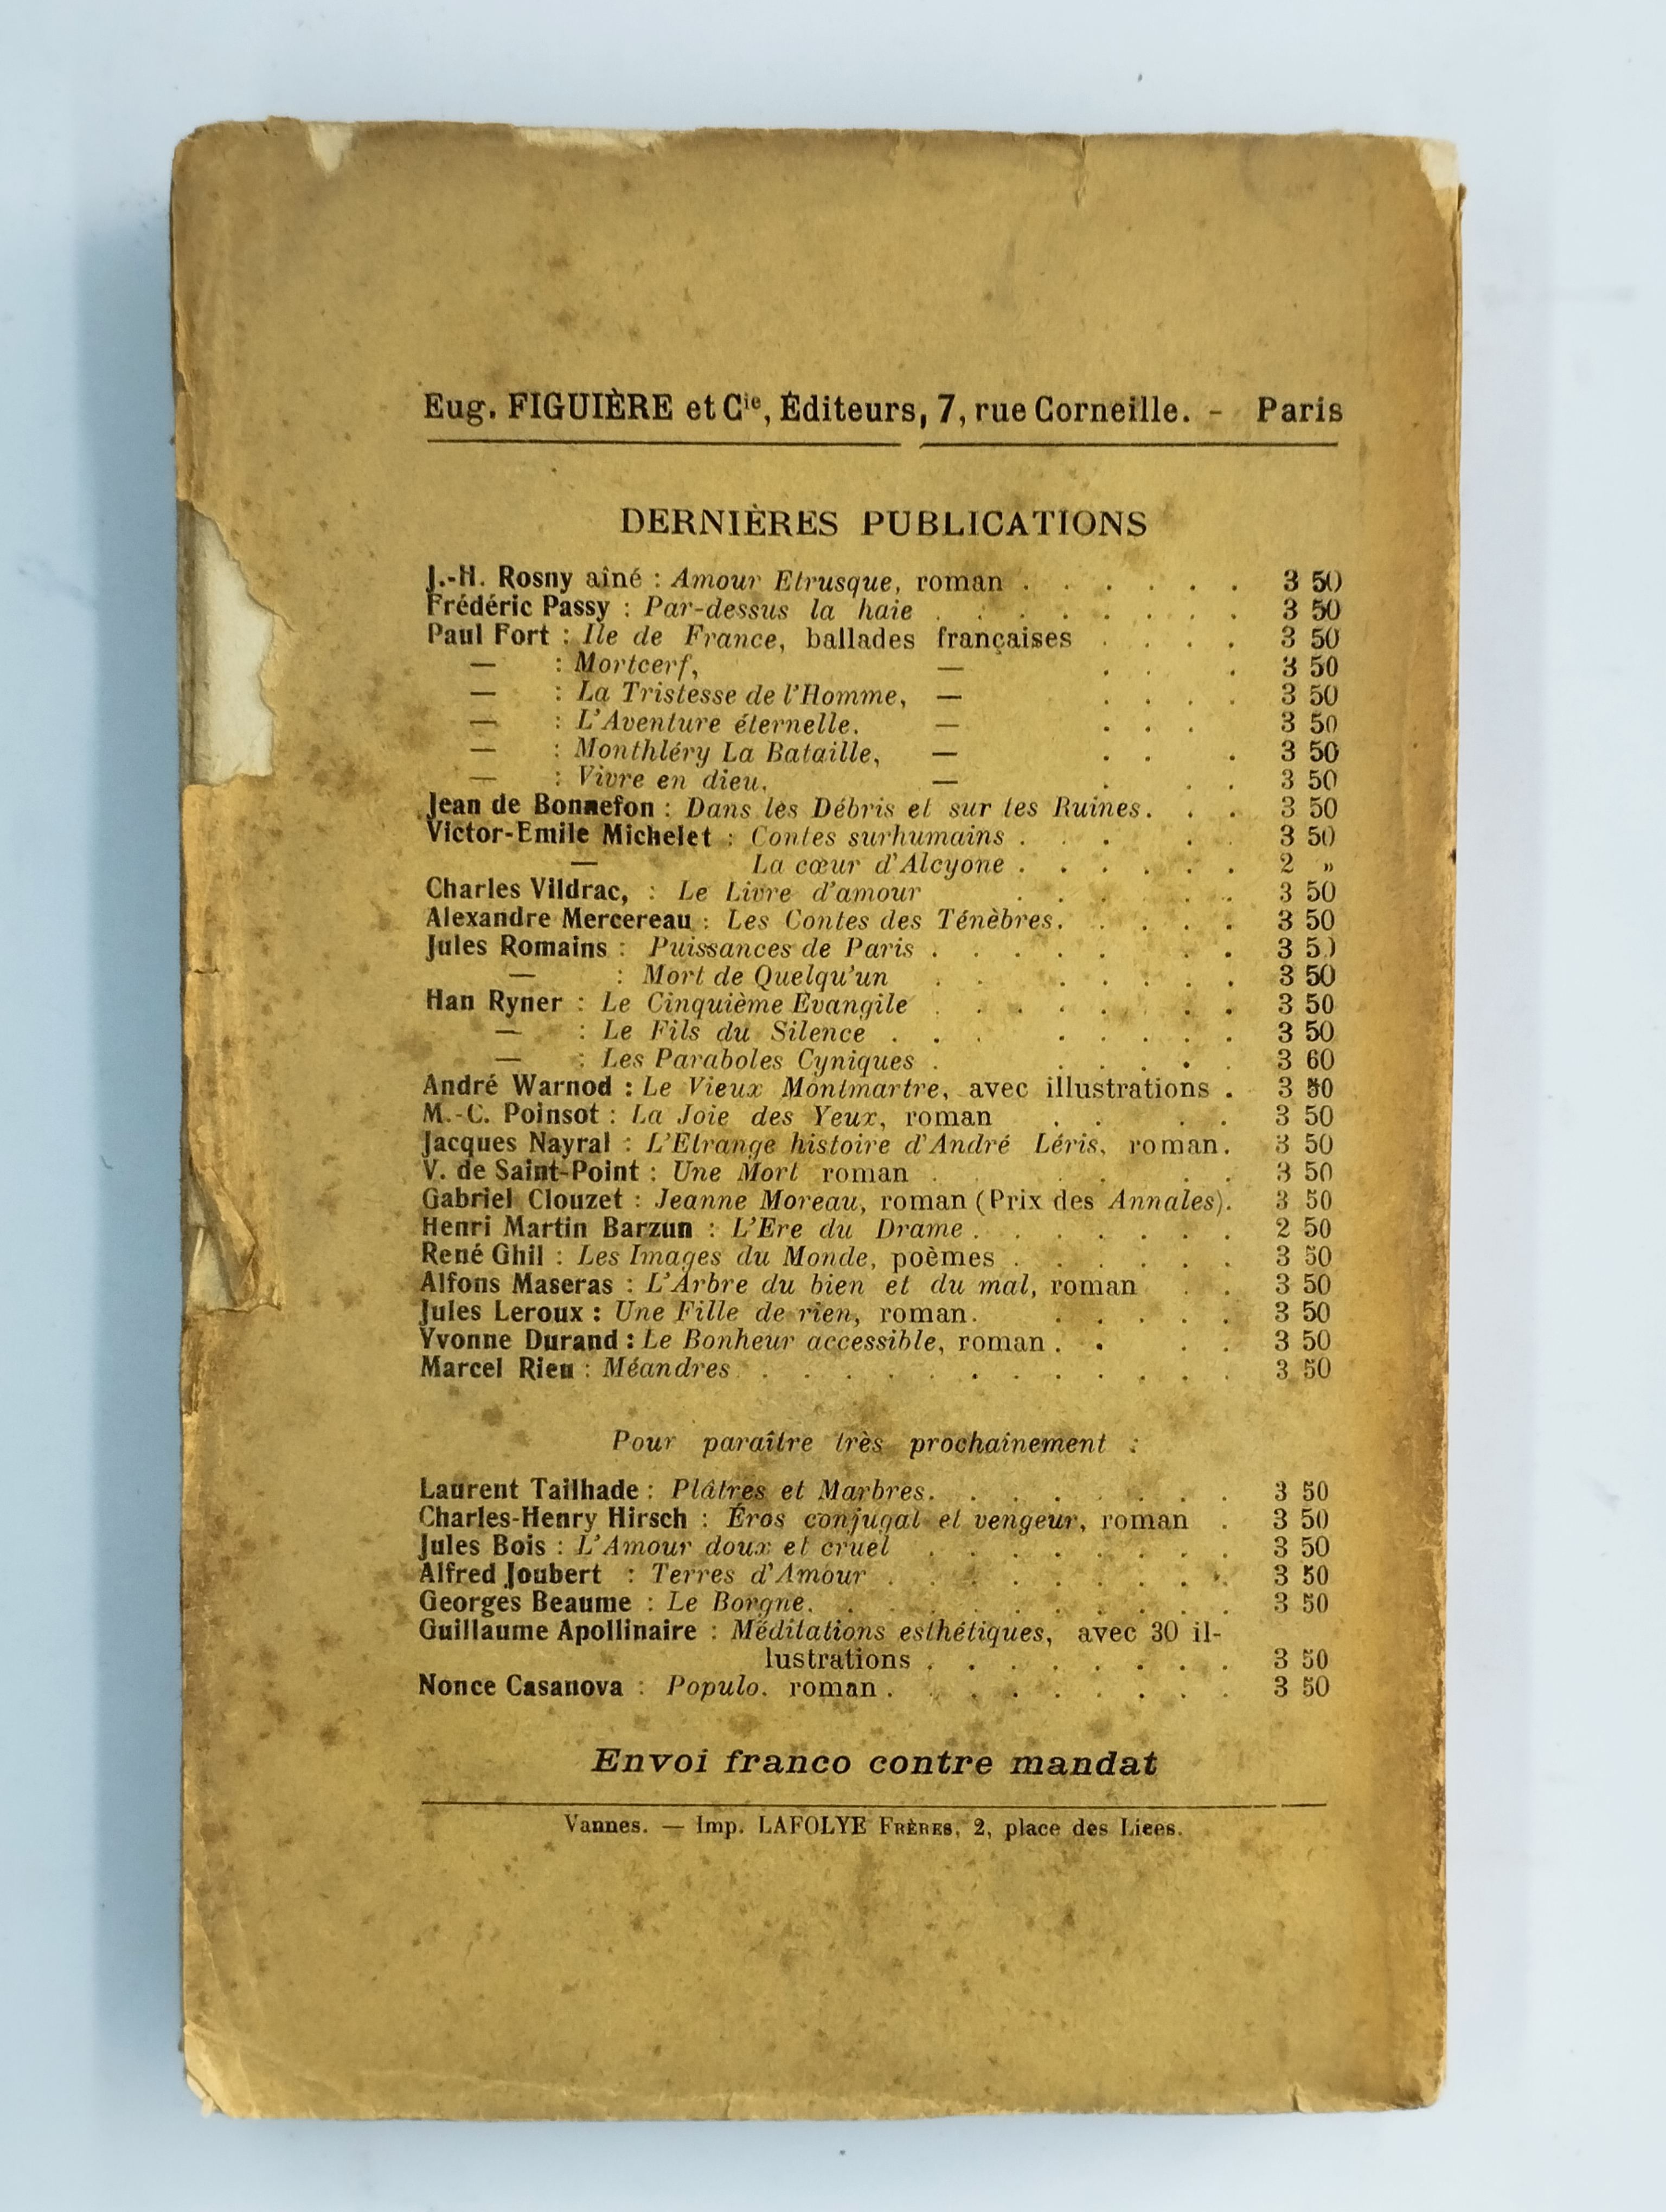 Eug. FIGUIÈRE et Cie, Éditeurs, 7, rue Corneille. - Paris
DERNIÈRES PUBLICATIONS
J.-H. Rosny aîné : Amour Etrusque, roman . . . . . . 3 50
Frédéric Passy : Par-dessus la haie . . . . . . . . 3 50
Paul Fort : Ile de France, ballades françaises . . . . 3 50
— : Mortcerf, — . . . 3 50
— : La Tristesse de l'Homme, — . . . . 3 50
— : L'Aventure éternelle. — . . . 3 50
— : Monthléry La Bataille, — . . . 3 50
— : Vivre en dieu, — . . . 3 50
Jean de Bonnefon : Dans les Débris et sur les Ruines. . . 3 50
Victor-Emile Michelet : Contes surhumains . . . . . 3 50
— La cœur d'Alcyone . . . . . . 2 »
Charles Vildrac, : Le Livre d'amour . . . . . . 3 50
Alexandre Mercereau : Les Contes des Ténèbres. . . . . 3 50
Jules Romains : Puissances de Paris . . . . . . . 3 50
— : Mort de Quelqu'un . . . . . . . 3 50
Han Ryner : Le Cinquième Evangile . . . . . . . 3 50
— : Le Fils du Silence . . . . . . . . 3 50
— : Les Paraboles Cyniques . . . . . . 3 60
André Warnod : Le Vieux Montmartre, avec illustrations . 3 50
M.-C. Poinsot : La Joie des Yeux, roman . . . . 3 50
Jacques Nayral : L'Etrange histoire d'André Léris, roman. 3 50
V. de Saint-Point : Une Mort roman . . . . . . 3 50
Gabriel Clouzet : Jeanne Moreau, roman (Prix des Annales). 3 50
Henri Martin Barzun : L'Ere du Drame . . . . . . . 2 50
René Ghil : Les Images du Monde, poèmes . . . . . . 3 50
Alfons Maseras : L'Arbre du bien et du mal, roman . . 3 50
Jules Leroux : Une Fille de rien, roman. . . . . . 3 50
Yvonne Durand : Le Bonheur accessible, roman . . . . 3 50
Marcel Rieu : Méandres . . . . . . . . . . . . 3 50
Pour paraître très prochainement :
Laurent Tailhade : Plâtres et Marbres. . . . . . . . 3 50
Charles-Henry Hirsch : Éros conjugal et vengeur, roman . 3 50
Jules Bois : L'Amour doux et cruel . . . . . . . . 3 50
Alfred Joubert : Terres d'Amour . . . . . . . . . 3 50
Georges Beaume : Le Borgne. . . . . . . . . . . 3 50
Guillaume Apollinaire : Méditations esthétiques, avec 30 il-
lustrations . . . . . . . . 3 50
Nonce Casanova : Populo. roman . . . . . . . . . 3 50
Envoi franco contre mandat
Vannes. — Imp. LAFOLYE FRÈRES, 2, place des Lices.